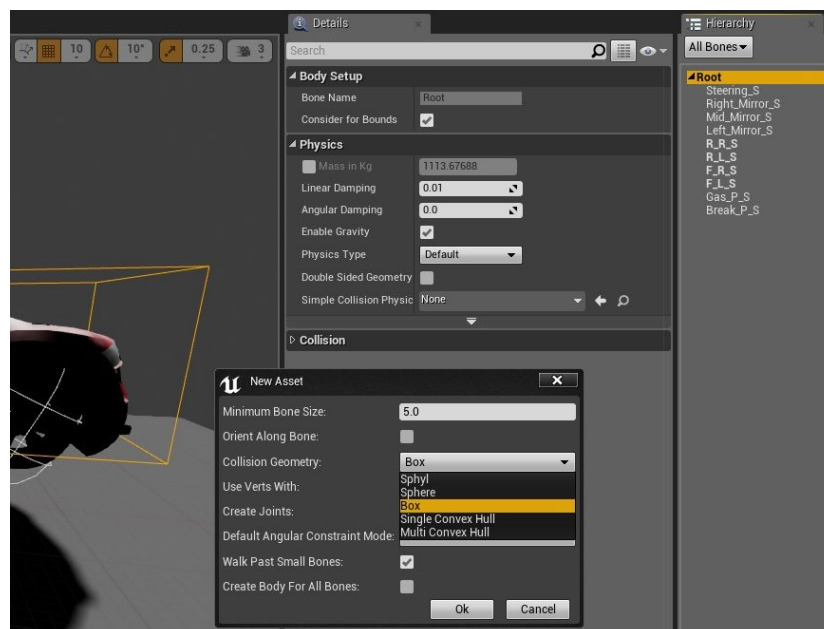 10
10°
0.25
3
Details
Search
Body Setup
Bone Name
Root
Consider for Bounds
Physics
Mass in Kg
1113.67688
Linear Damping
0.01
Angular Damping
0.0
Enable Gravity
Physics Type
Default
Double Sided Geometry
Simple Collision Physic
None
Collision
Hierarchy
All Bones
Root
Steering_S
Right_Mirror_S
Mid_Mirror_S
Left_Mirror_S
R_R_S
R_L_S
F_R_S
F_L_S
Gas_P_S
Break_P_S
New Asset
Minimum Bone Size:
5.0
Orient Along Bone:
Collision Geometry:
Box
Sphyl
Sphere
Box
Single Convex Hull
Multi Convex Hull
Use Verts With:
Create Joints:
Default Angular Constraint Mode:
Walk Past Small Bones:
Create Body For All Bones:
Ok
Cancel